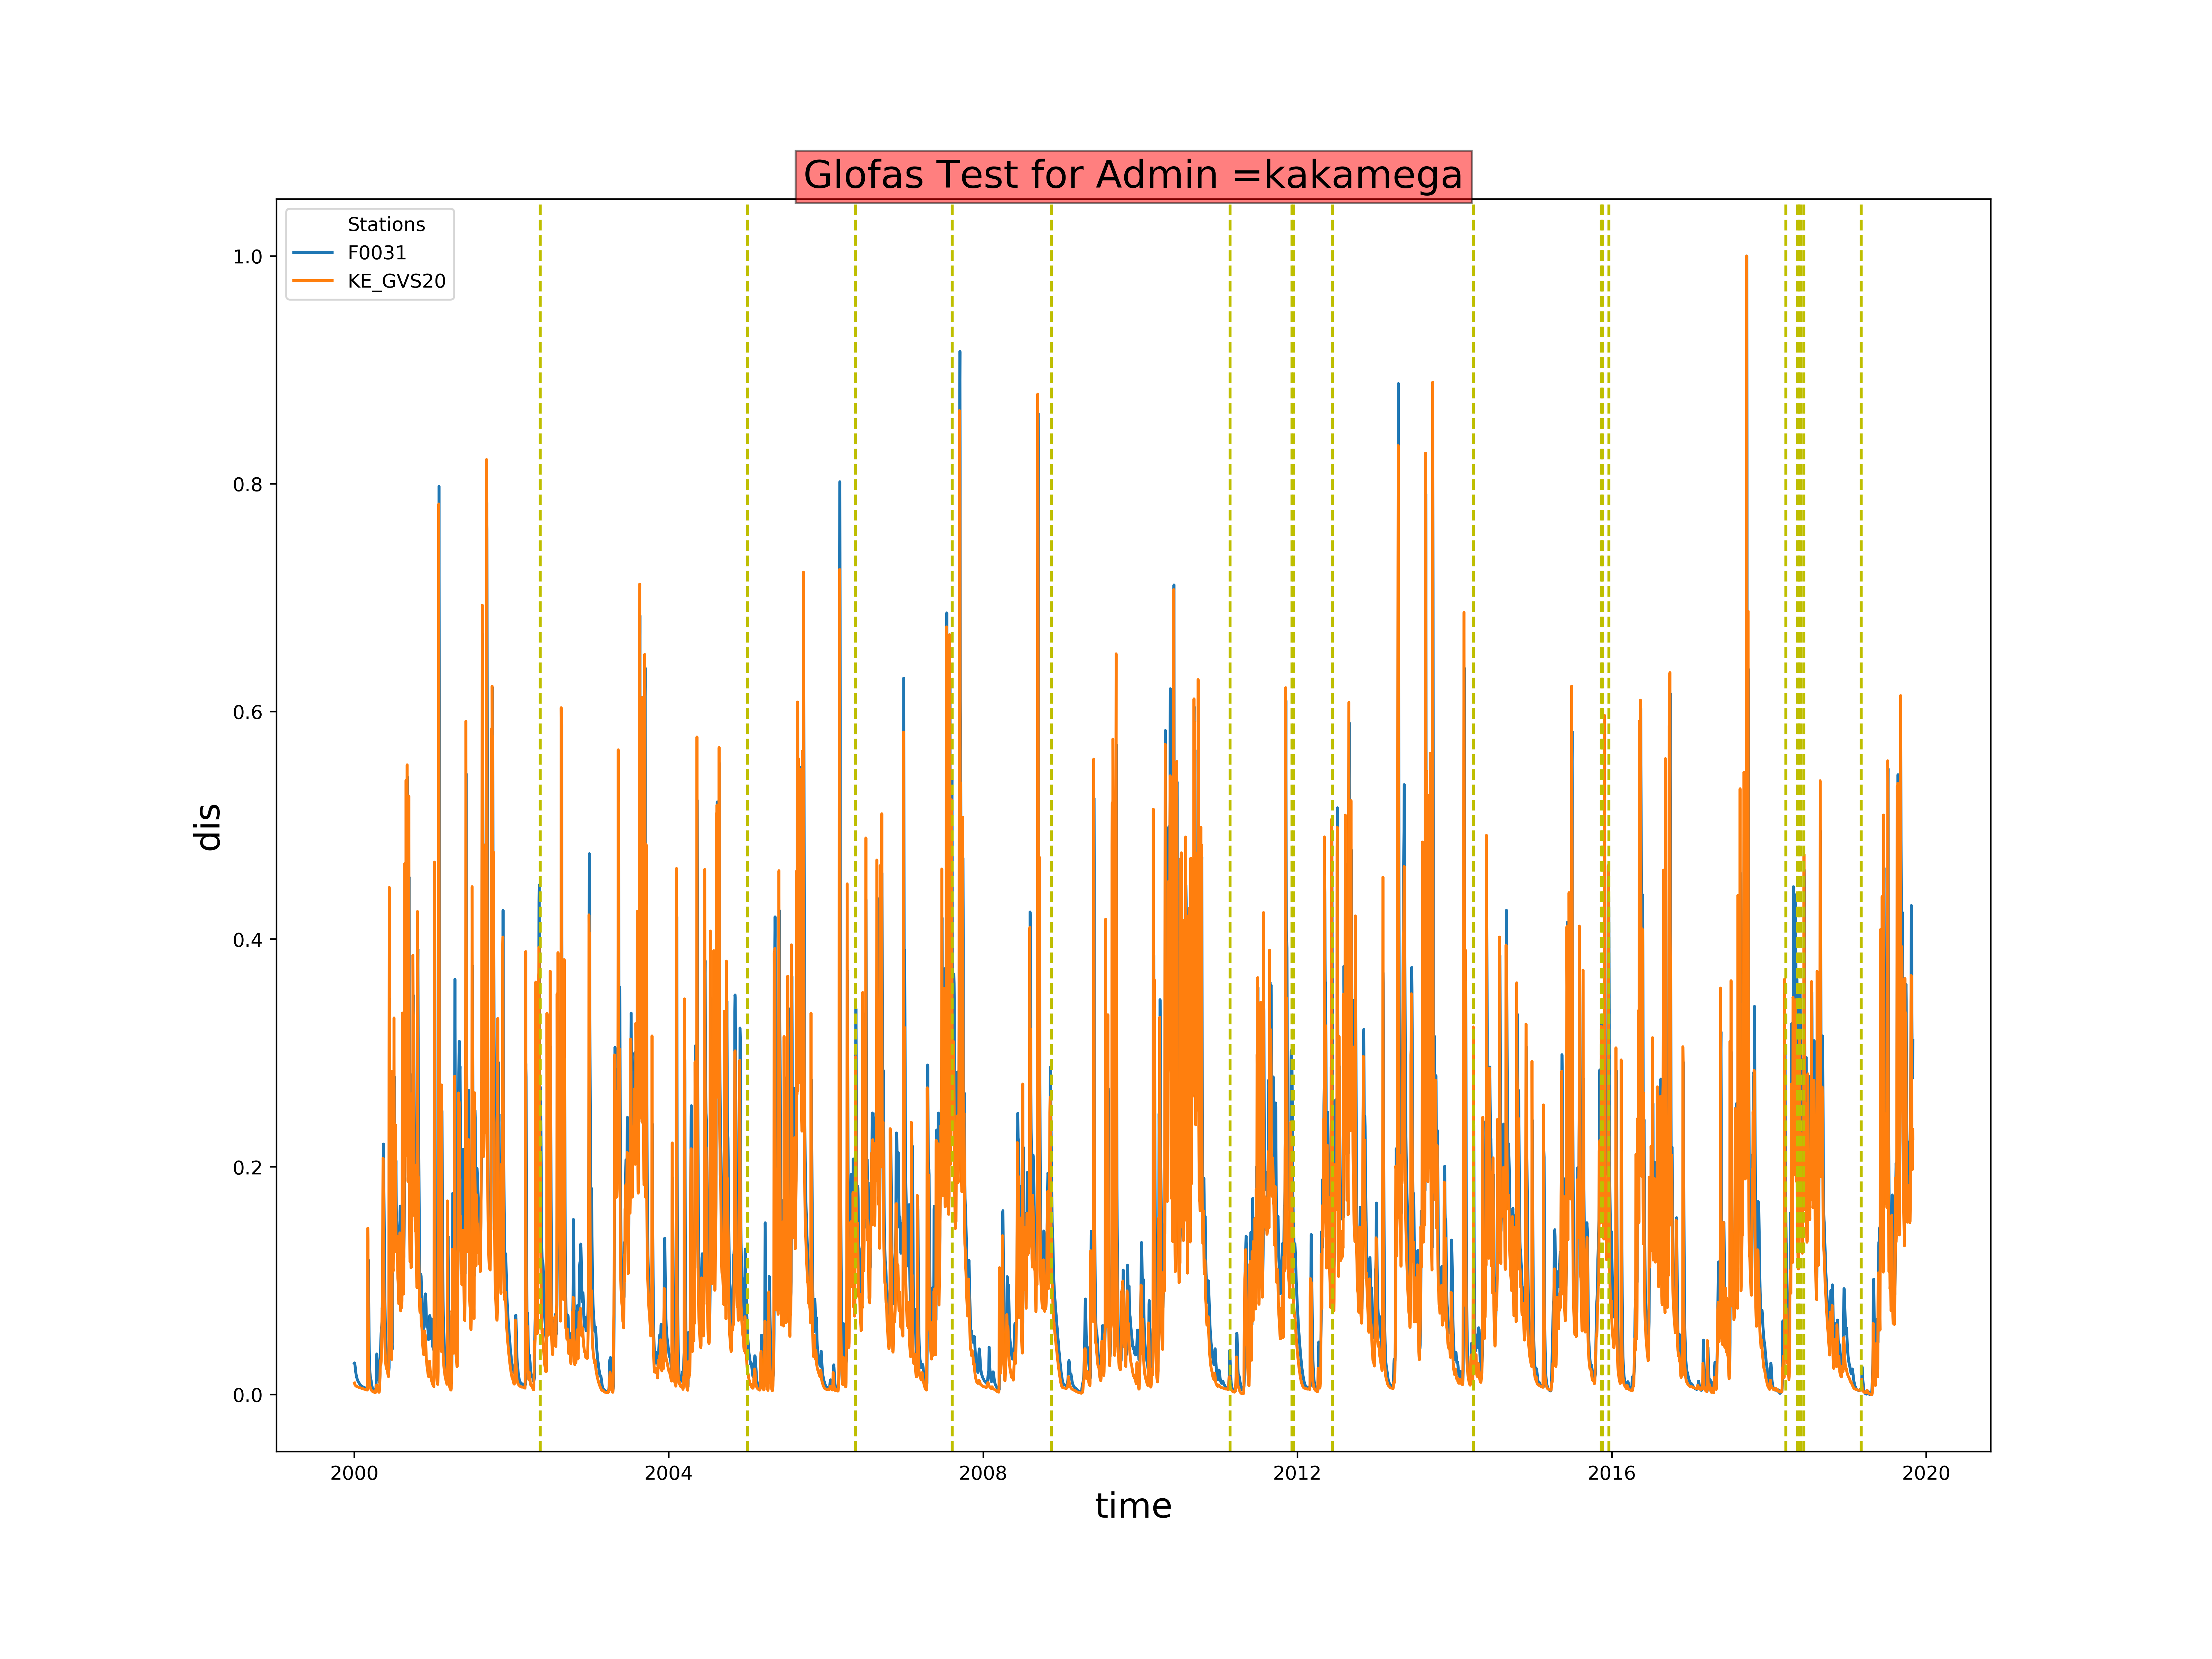 Glofas Test for Admin =kakamega
Stations
F0031
KE_GVS20
1.0
0.8
0.6
0.4
0.2
0.0
dis
2000 2004 2008 2012 2016 2020
time